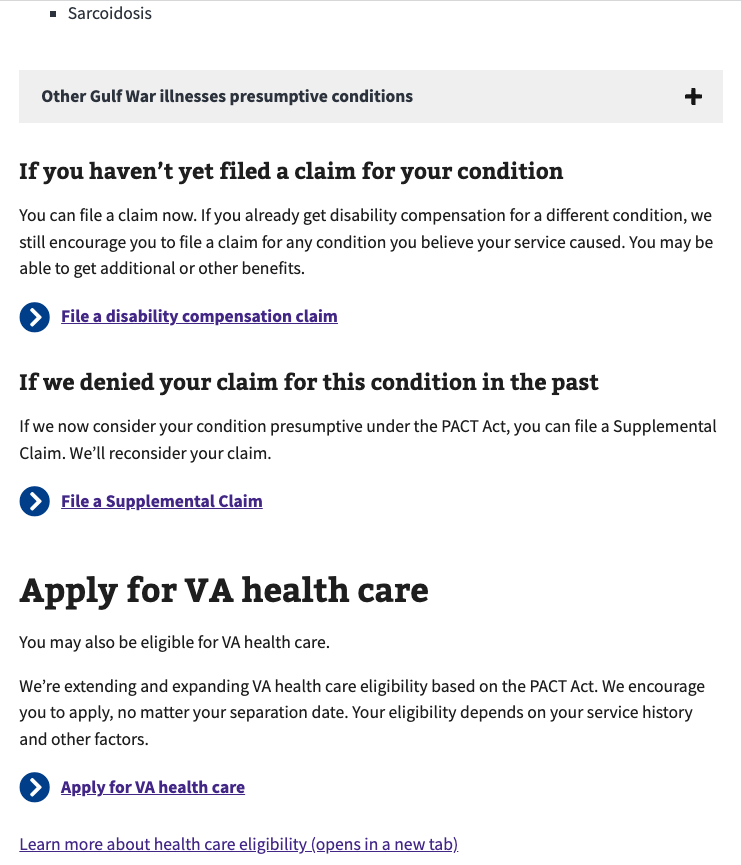 Sarcoidosis
Other Gulf War illnesses presumptive conditions
If you haven’t yet filed a claim for your condition
You can file a claim now. If you already get disability compensation for a different condition, we
still encourage you to file a claim for any condition you believe your service caused. You may be
able to get additional or other benefits.
File a disability compensation claim
If we denied your claim for this condition in the past
If we now consider your condition presumptive under the PACT Act, you can file a Supplemental
Claim. We’ll reconsider your claim.
File a Supplemental Claim
Apply for VA health care
You may also be eligible for VA health care.
We’re extending and expanding VA health care eligibility based on the PACT Act. We encourage
you to apply, no matter your separation date. Your eligibility depends on your service history
and other factors.
Apply for VA health care
Learn more about health care eligibility (opens in a new tab)